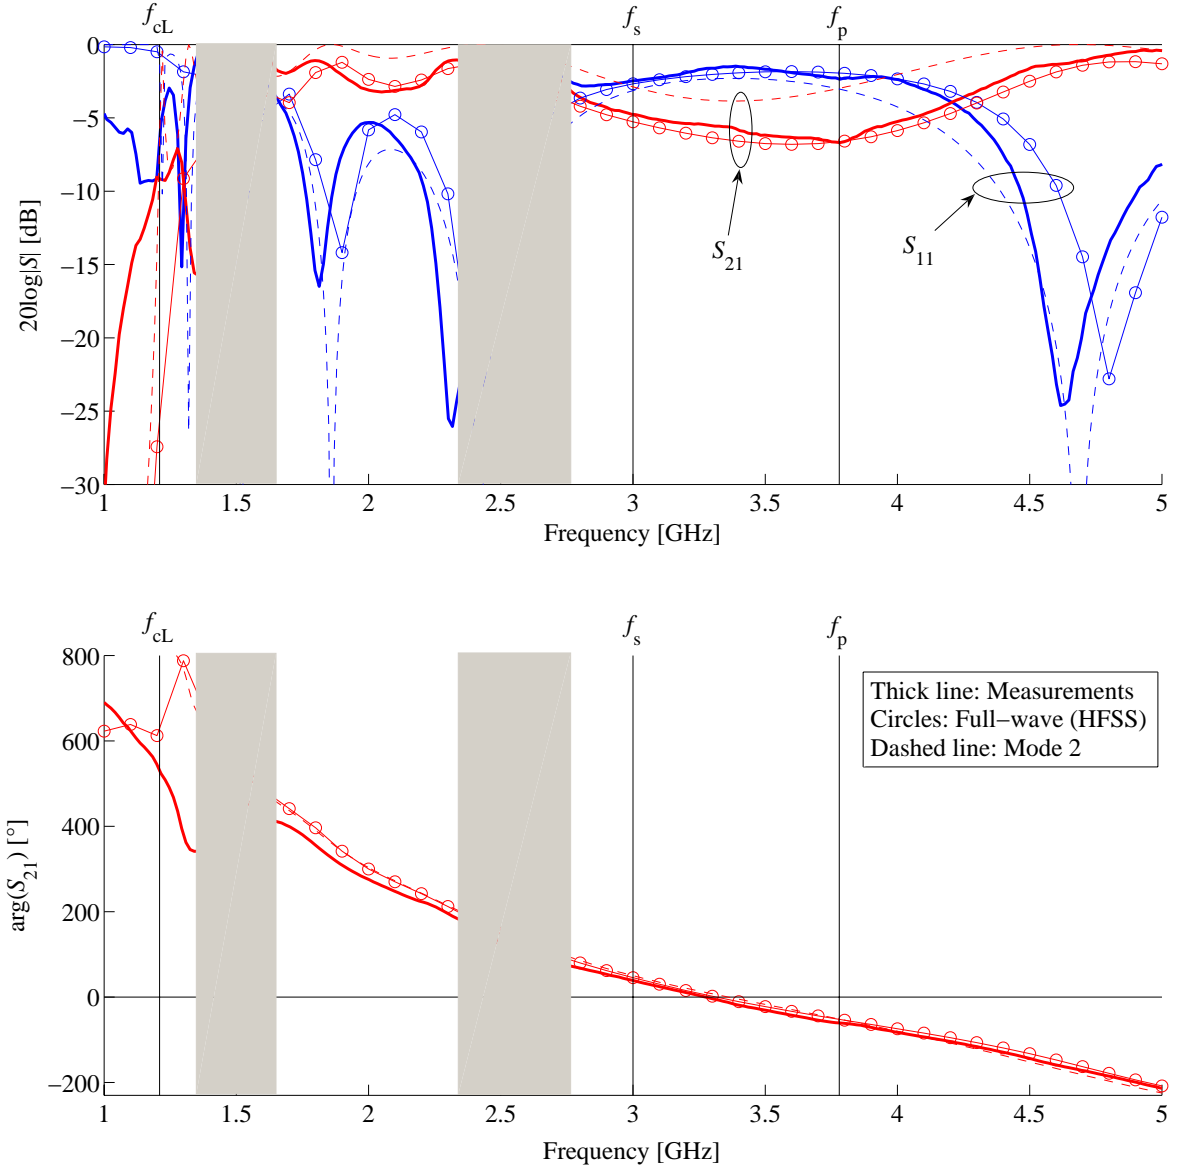 f_cL f_s f_p
0
−5
−10
−15
−20
−25
−30
20log|S| [dB]
S_21
S_11
1 1.5 2 2.5 3 3.5 4 4.5 5
Frequency [GHz]
f_cL f_s f_p
800
600
400
200
0
−200
arg(S_21) [°]
Thick line: Measurements
Circles: Full−wave (HFSS)
Dashed line: Mode 2
1 1.5 2 2.5 3 3.5 4 4.5 5
Frequency [GHz]